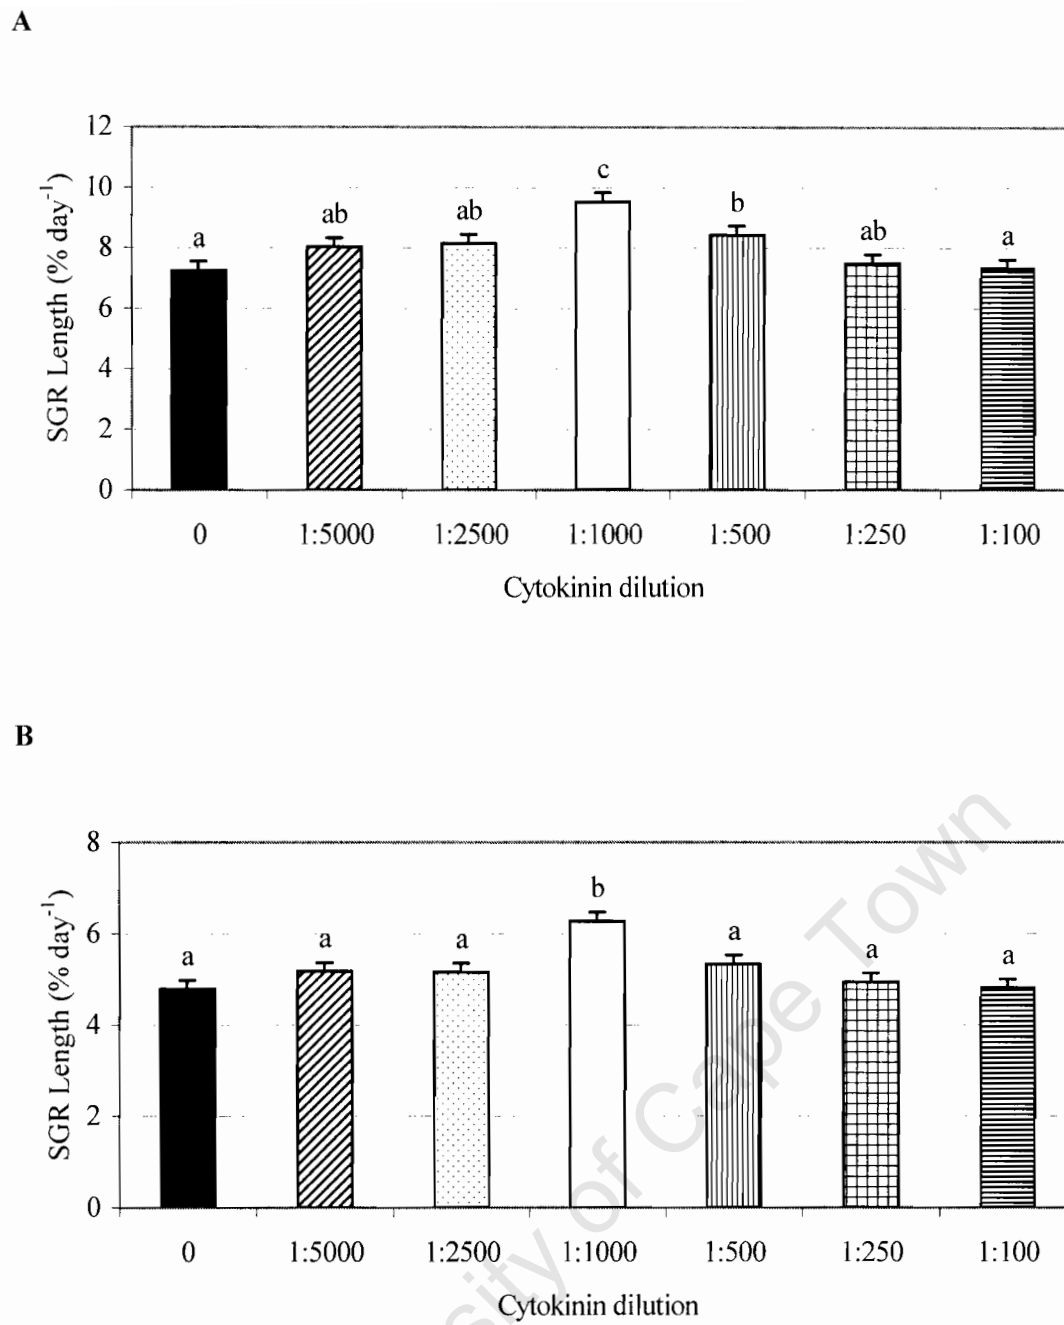 A
12
10
8
6
4
2
0
SGR Length (% day⁻¹)
a
ab
ab
c
b
ab
a
0 1:5000 1:2500 1:1000 1:500 1:250 1:100
Cytokinin dilution
B
8
6
4
2
0
SGR Length (% day⁻¹)
a
a
a
b
a
a
a
0 1:5000 1:2500 1:1000 1:500 1:250 1:100
Cytokinin dilution
sity of Cape Town